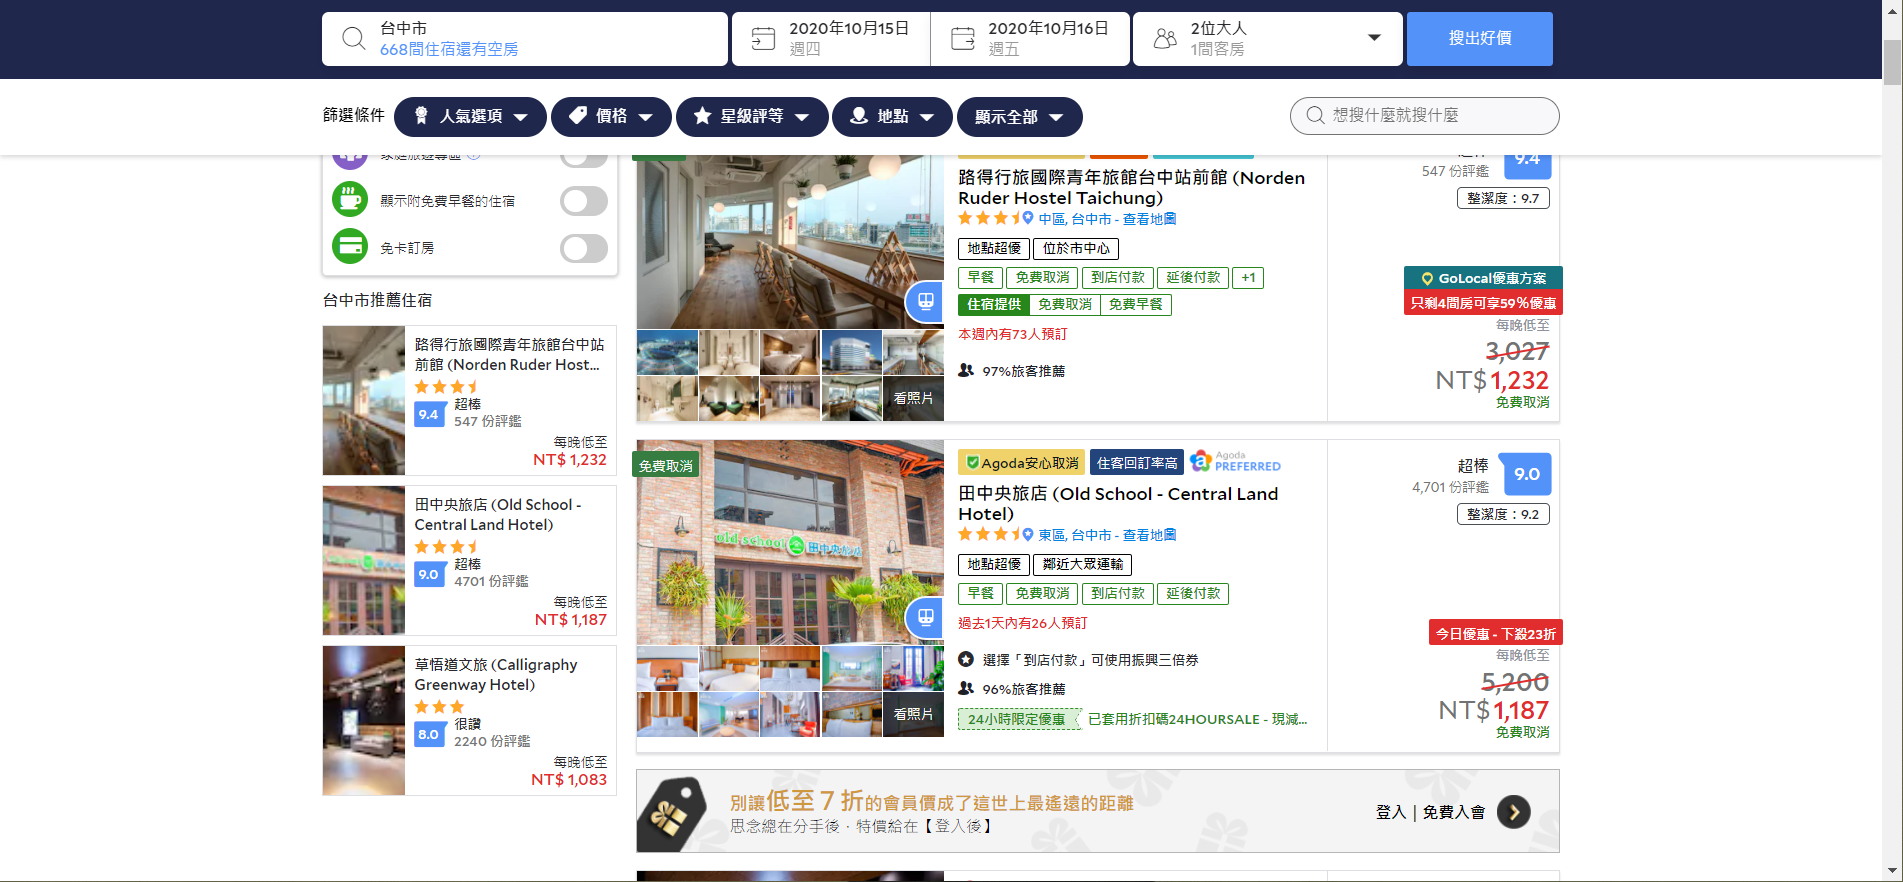 台中市
668間住宿還有空房
2020年10月15日
週四
2020年10月16日
週五
2位大人
1間客房
搜出好價
篩選條件
人氣選項
價格
星級評等
地點
顯示全部
想搜什麼就搜什麼
顯示附免費早餐的住宿
免卡訂房
台中市推薦住宿
路得行旅國際青年旅館台中站
前館 (Norden Ruder Host...
9.4
超棒
547 份評鑑
每晚低至
NT$ 1,232
田中央旅店 (Old School -
Central Land Hotel)
9.0
超棒
4701 份評鑑
每晚低至
NT$ 1,187
草悟道文旅 (Calligraphy
Greenway Hotel)
8.0
很讚
2240 份評鑑
每晚低至
NT$ 1,083
路得行旅國際青年旅館台中站前館 (Norden
Ruder Hostel Taichung)
中區, 台中市 - 查看地圖
地點超優 位於市中心
早餐 免費取消 到店付款 延後付款 +1
住宿提供 免費取消 免費早餐
本週內有73人預訂
97%旅客推薦
看照片
9.4
547 份評鑑
整潔度：9.7
GoLocal優惠方案
只剩4間房可享59%優惠
每晚低至
3,027
NT$ 1,232
免費取消
免費取消
old school 田中央旅店
看照片
Agoda安心取消
住客回訂率高
Agoda
PREFERRED
田中央旅店 (Old School - Central Land
Hotel)
東區, 台中市 - 查看地圖
地點超優 鄰近大眾運輸
早餐 免費取消 到店付款 延後付款
過去1天內有26人預訂
選擇「到店付款」可使用振興三倍券
96%旅客推薦
24小時限定優惠 已套用折扣碼24HOURSALE - 現減...
超棒
4,701 份評鑑
9.0
整潔度：9.2
今日優惠 - 下殺23折
每晚低至
5,200
NT$ 1,187
免費取消
別讓低至 7 折的會員價成了這世上最遙遠的距離
思念總在分手後．特價給在【登入後】
登入 | 免費入會